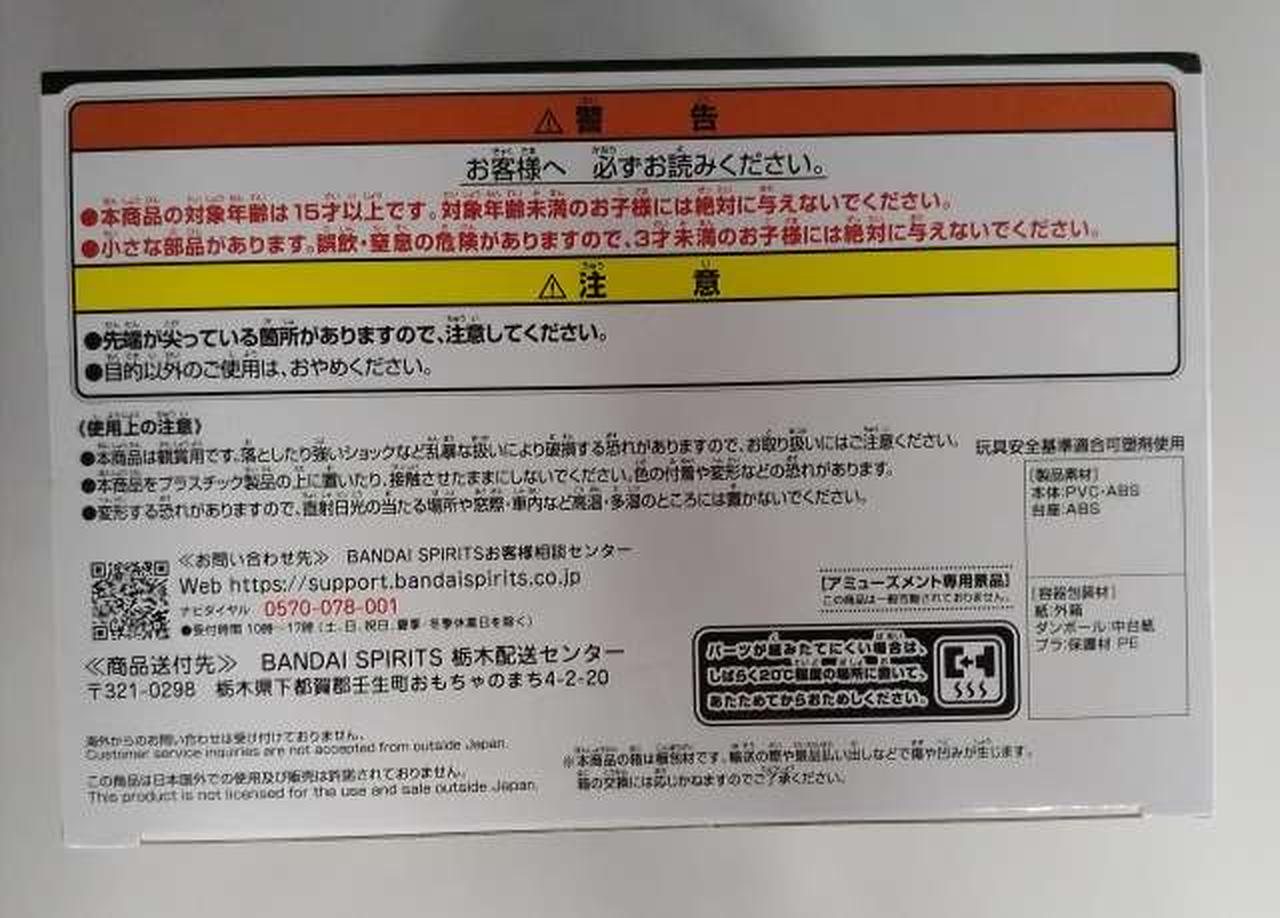 ⚠ 警告
お客様へ 必ずお読みください。
●本商品の対象年齢は15才以上です。対象年齢未満のお子様には絶対に与えないでください。
●小さな部品があります。誤飲・窒息の危険がありますので、3才未満のお子様には絶対に与えないでください。
⚠ 注意
●先端が尖っている箇所がありますので、注意してください。
●目的以外のご使用は、おやめください。
《使用上の注意》
●本商品は観賞用です。落としたり強いショックなど乱暴な扱いにより破損する恐れがありますので、お取り扱いにはご注意ください。
●本商品をプラスチック製品の上に置いたり、接触させたままにしないでください。色の付着や変形などの恐れがあります。
●変形する恐れがありますので、直射日光の当たる場所や窓際・車内など高温・多湿のところには置かないでください。
玩具安全基準適合可塑剤使用
[製品素材]
本体:PVC・ABS
台座:ABS
[容器包装材]
紙:外箱
ダンボール:中台紙
プラ:保護材 PE
≪お問い合わせ先≫ BANDAI SPIRITSお客様相談センター
Web https://support.bandaispirits.co.jp
ナビダイヤル 0570-078-001
●受付時間 10時〜17時(土、日、祝日、夏季・冬季休業日を除く)
≪商品送付先≫ BANDAI SPIRITS 栃木配送センター
〒321-0298 栃木県下都賀郡壬生町おもちゃのまち4-2-20
[アミューズメント専用景品]
この商品は一般市販されておりません。
パーツが組みたてにくい場合は、
しばらく20℃程度の場所に置いて、
あたためてからおためしください。
海外からのお問い合わせは受け付けておりません。
Customer service inquiries are not accepted from outside Japan.
この商品は日本国外での使用及び販売は許諾されておりません。
This product is not licensed for the use and sale outside Japan.
※本商品の箱は梱包材です。輸送の際や景品払い出しなどで傷や凹みが生じます。
箱の交換には応じかねますのでご了承ください。